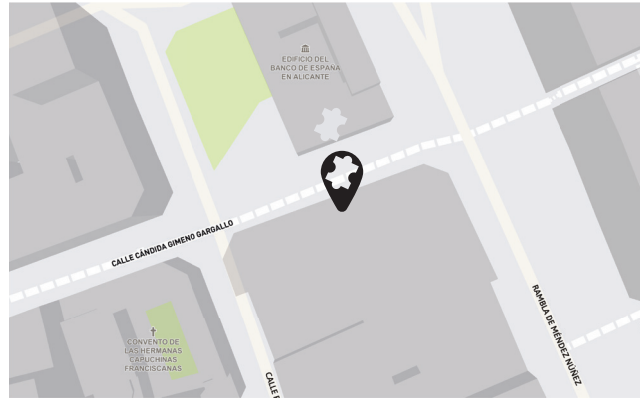 EDIFICIO DEL
BANCO DE ESPAÑA
EN ALICANTE
CALLE CÁNDIDA GIMENO GARGALLO
RAMBLA DE MÉNDEZ NÚÑEZ
CONVENTO DE
LAS HERMANAS
CAPUCHINAS
FRANCISCANAS
CALLE